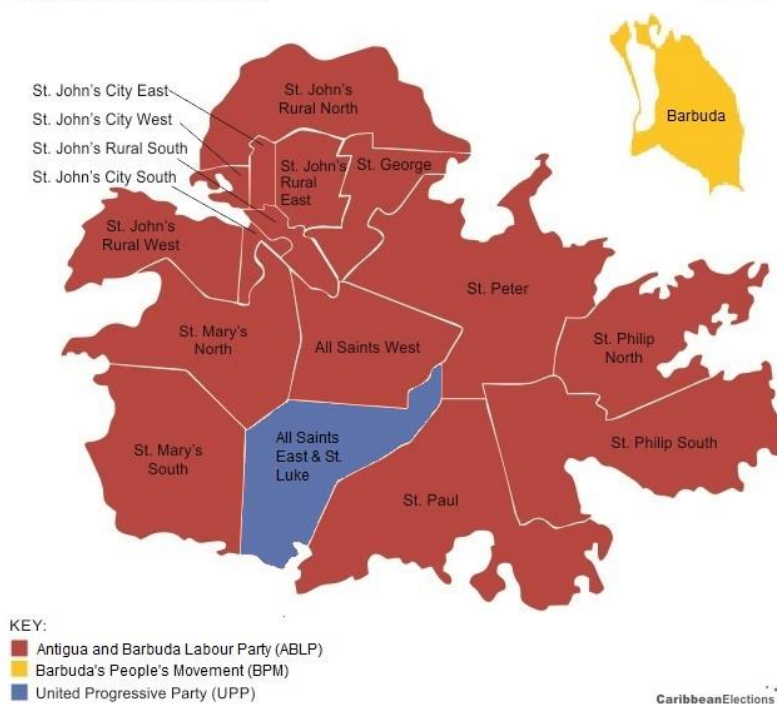 St. John's City East
St. John's City West
St. John's Rural South
St. John's City South
St. John's
Rural North
St. John's
Rural
East
St. George
Barbuda
St. John's
Rural West
St. Peter
St. Mary's
North
All Saints West
St. Philip
North
St. Mary's
South
All Saints
East & St.
Luke
St. Philip South
St. Paul
KEY:
Antigua and Barbuda Labour Party (ABLP)
Barbuda's People's Movement (BPM)
United Progressive Party (UPP)
CaribbeanElections